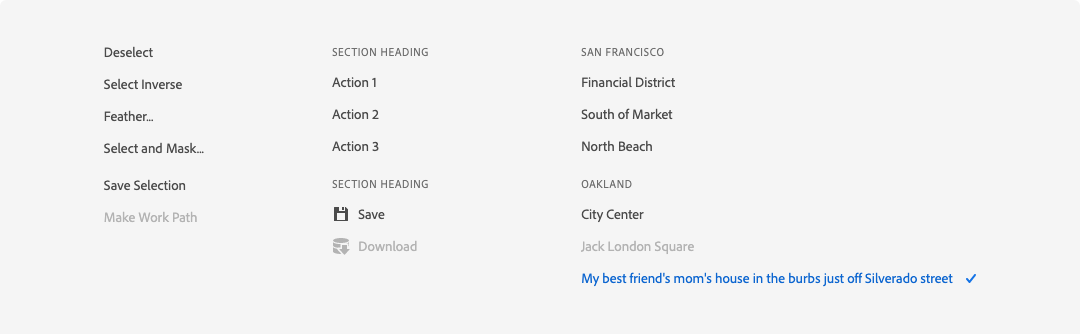 Deselect
Select Inverse
Feather...
Select and Mask...
Save Selection
Make Work Path
SECTION HEADING
Action 1
Action 2
Action 3
SECTION HEADING
Save
Download
SAN FRANCISCO
Financial District
South of Market
North Beach
OAKLAND
City Center
Jack London Square
My best friend's mom's house in the burbs just off Silverado street